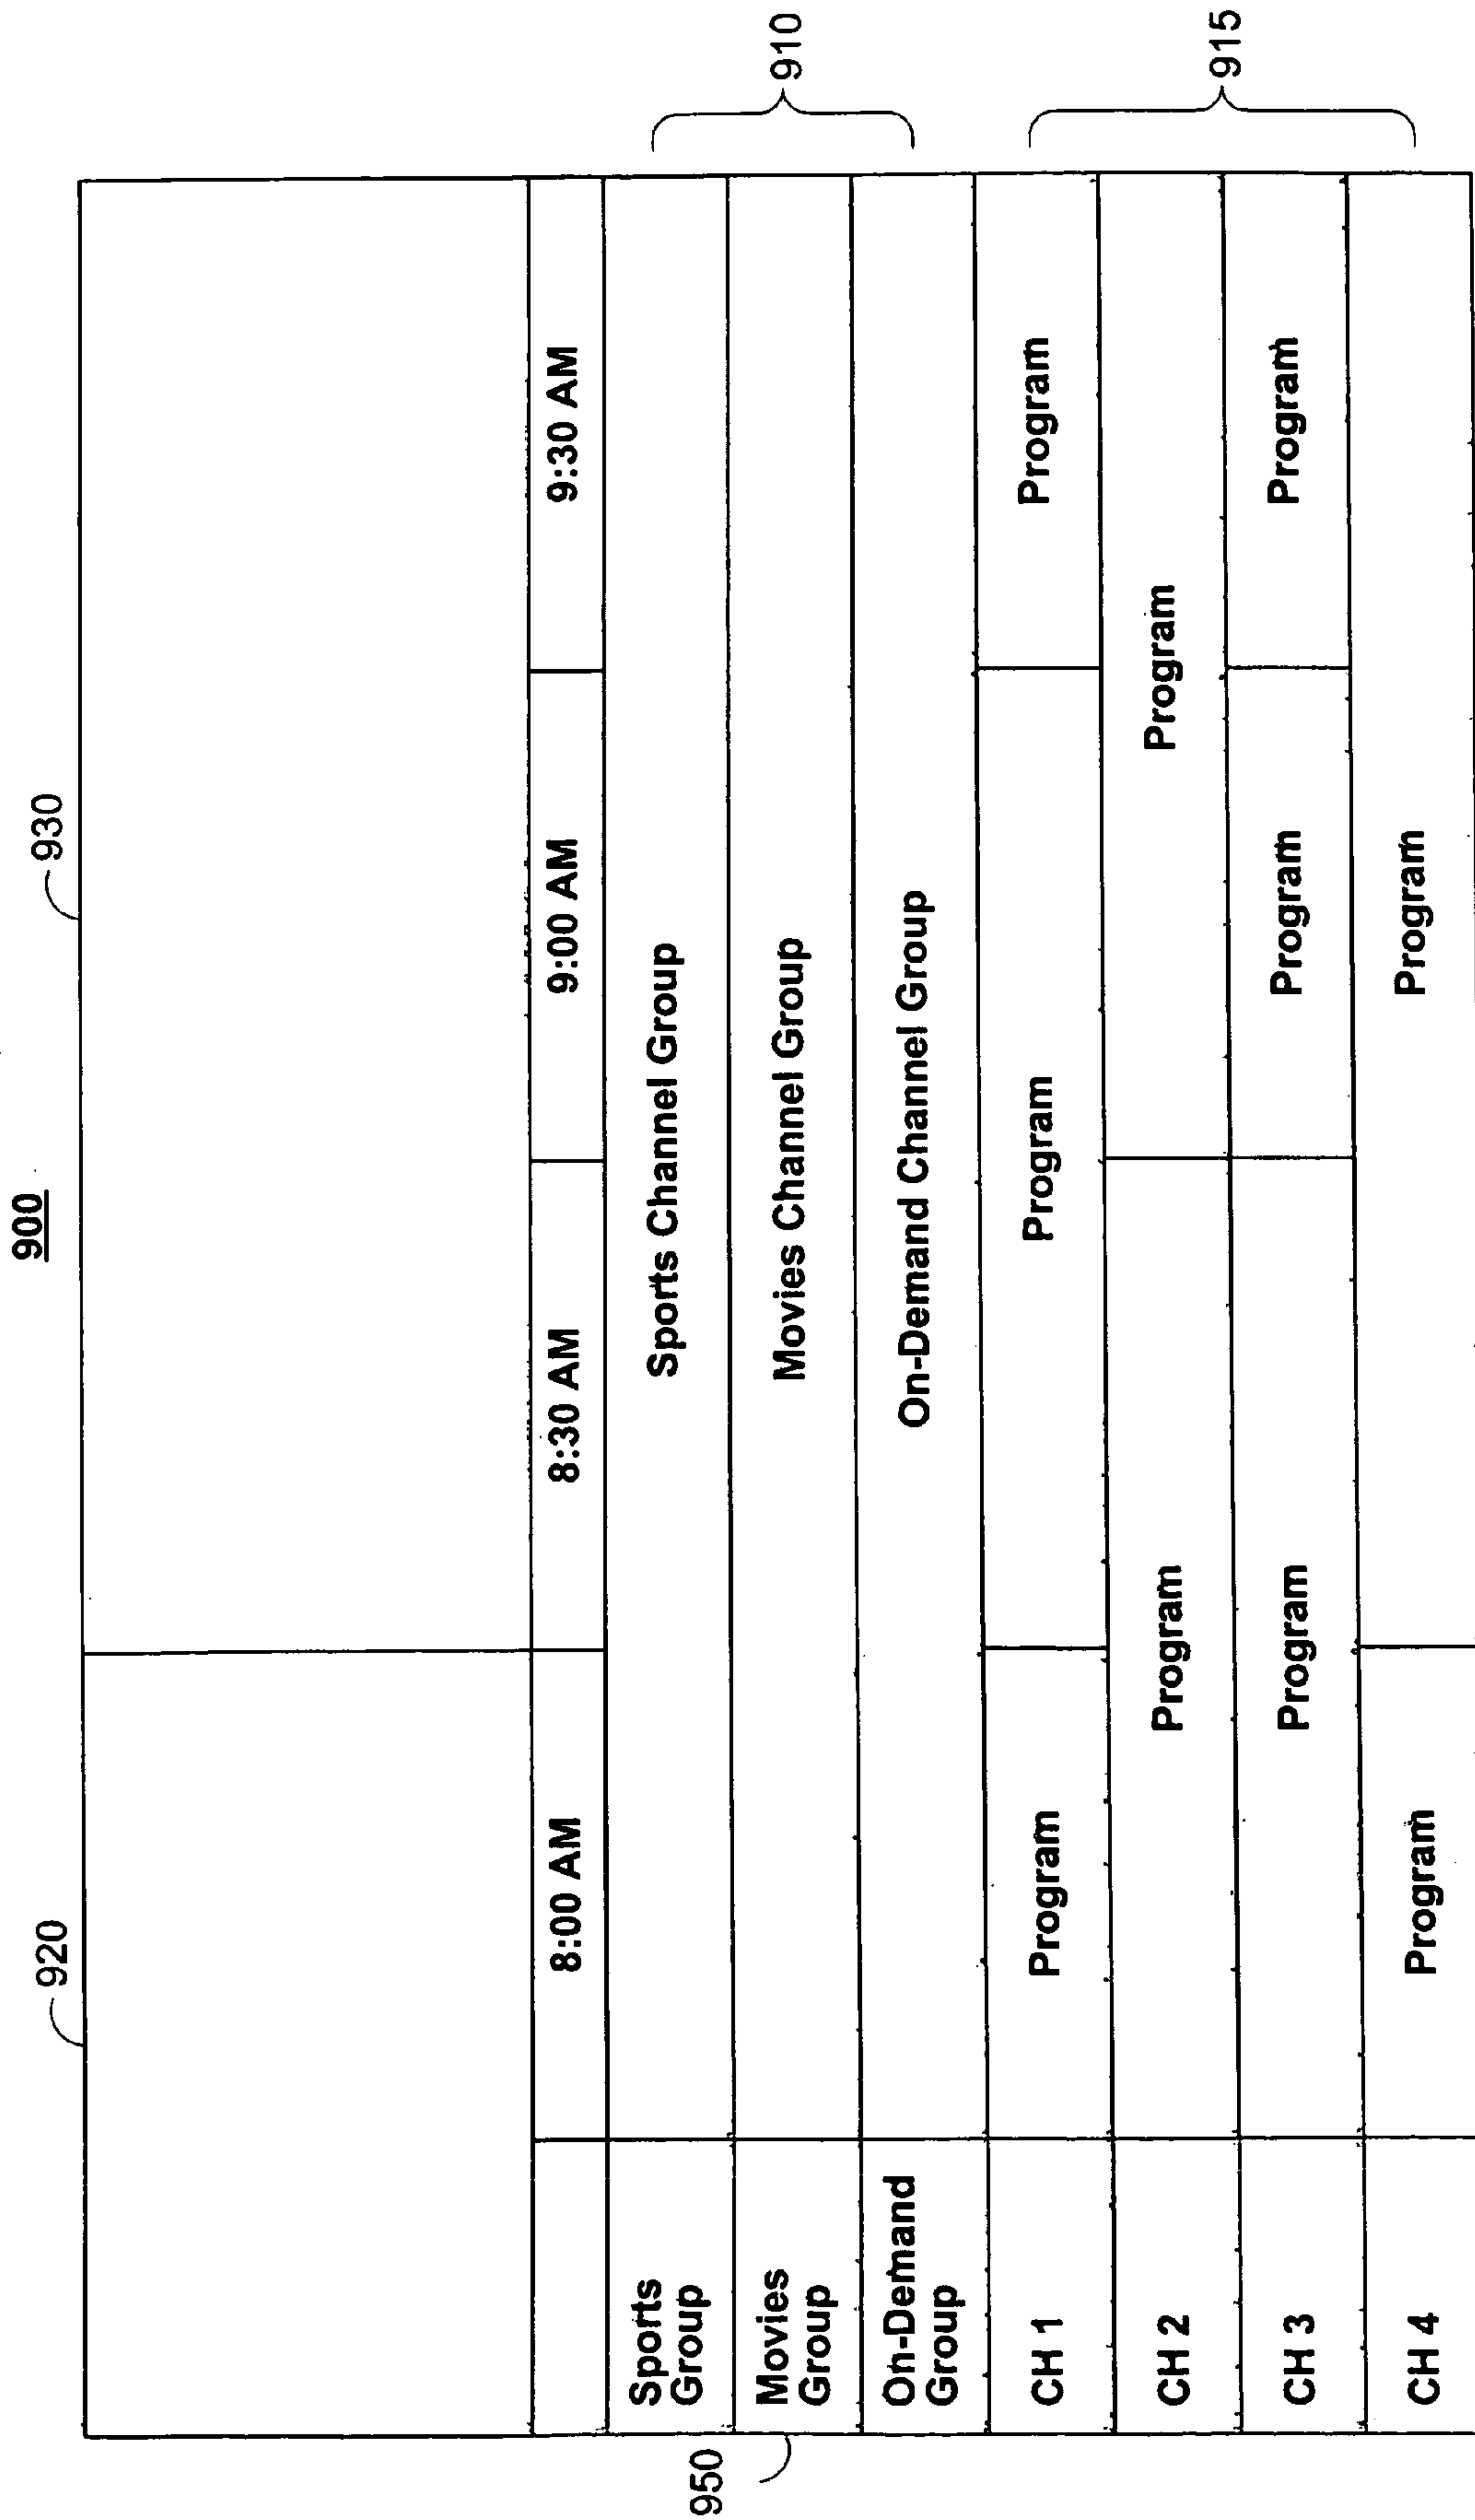 900
920
930
8:00 AM 8:30 AM 9:00 AM 9:30 AM
Sports
Group
Sports Channel Group
Movies
Group
Movies Channel Group
On-Demand
Group
On-Demand Channel Group
910
950
CH 1 Program Program Program
CH 2 Program Program
CH 3 Program Program Program
CH 4 Program Program
915